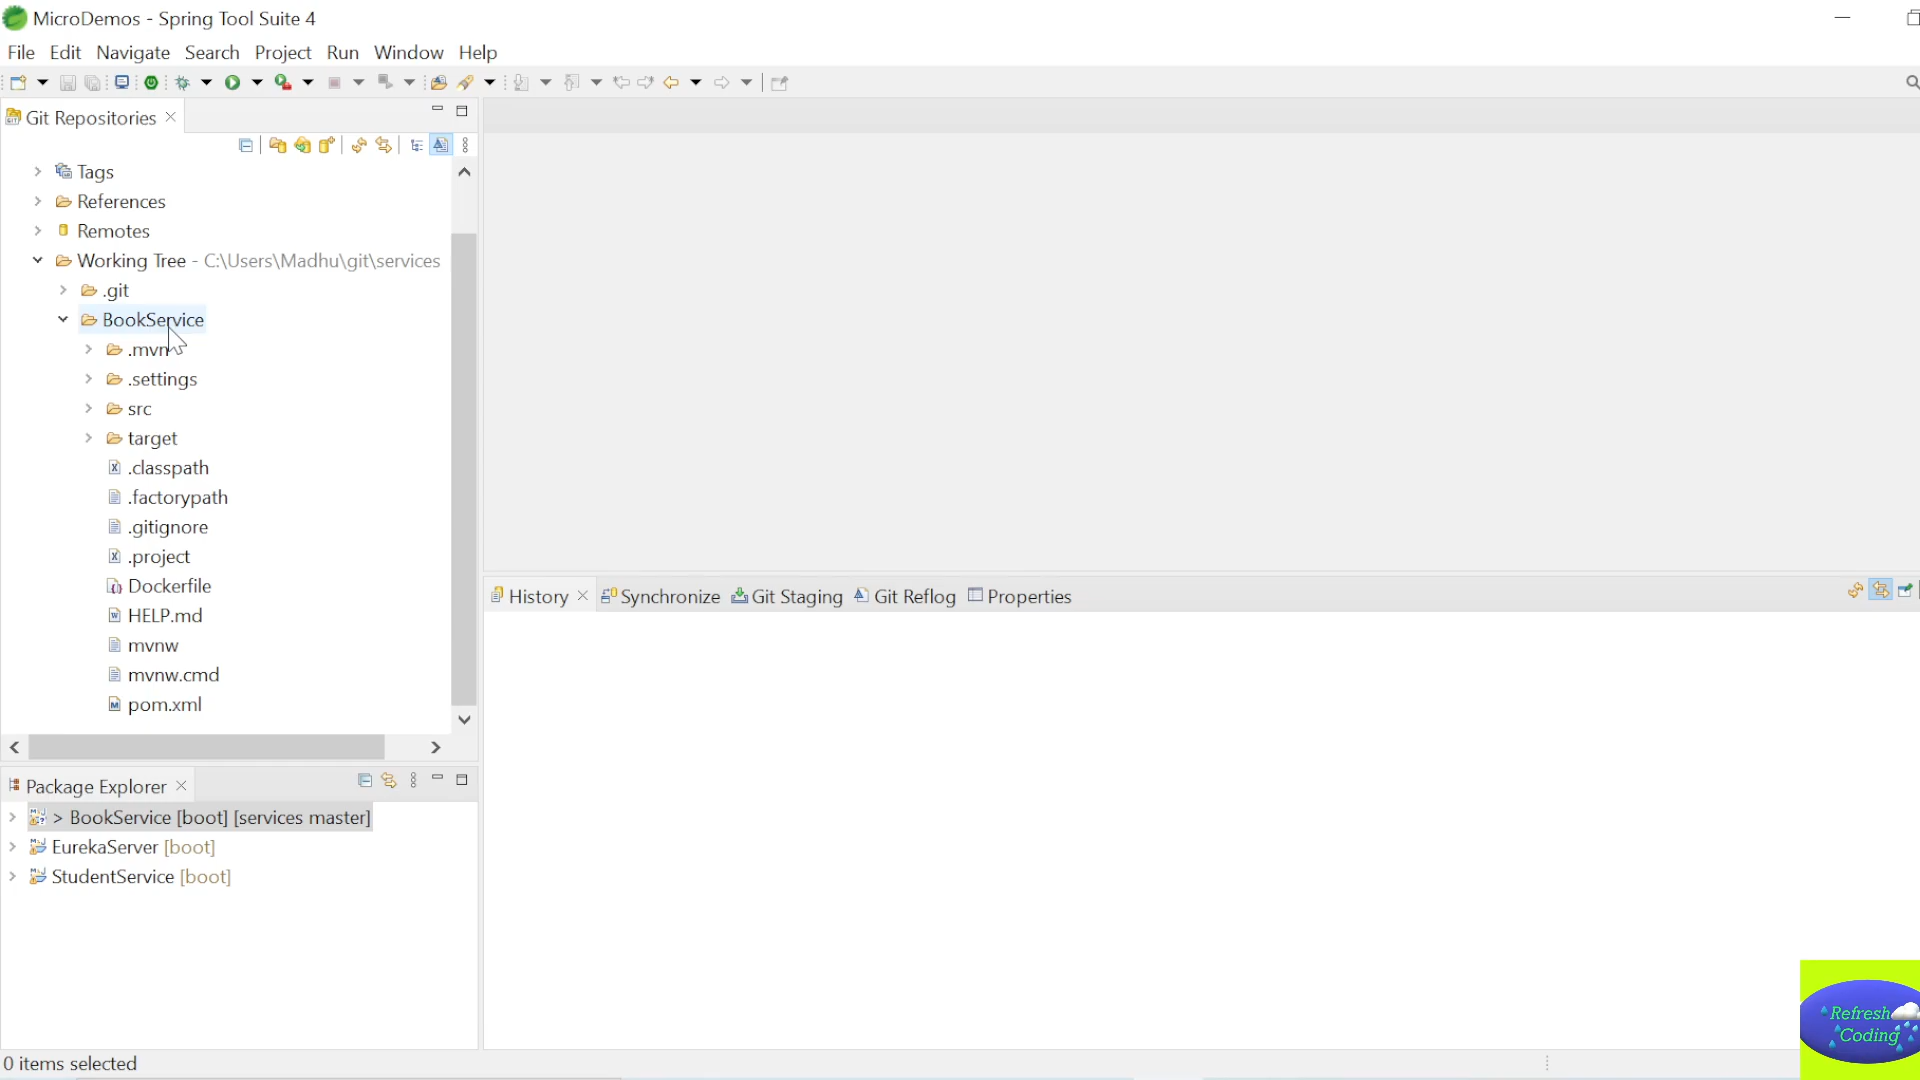 MicroDemos - Spring Tool Suite 4
File Edit Navigate Search Project Run Window Help
Git Repositories
Tags
References
Remotes
Working Tree - C:\Users\Madhu\git\services
.git
BookService
.mvn
.settings
src
target
.classpath
.factorypath
.gitignore
.project
Dockerfile
HELP.md
mvnw
mvnw.cmd
pom.xml
History Synchronize Git Staging Git Reflog Properties
Package Explorer
> BookService [boot] [services master]
EurekaServer [boot]
StudentService [boot]
0 items selected
Refresh
Coding